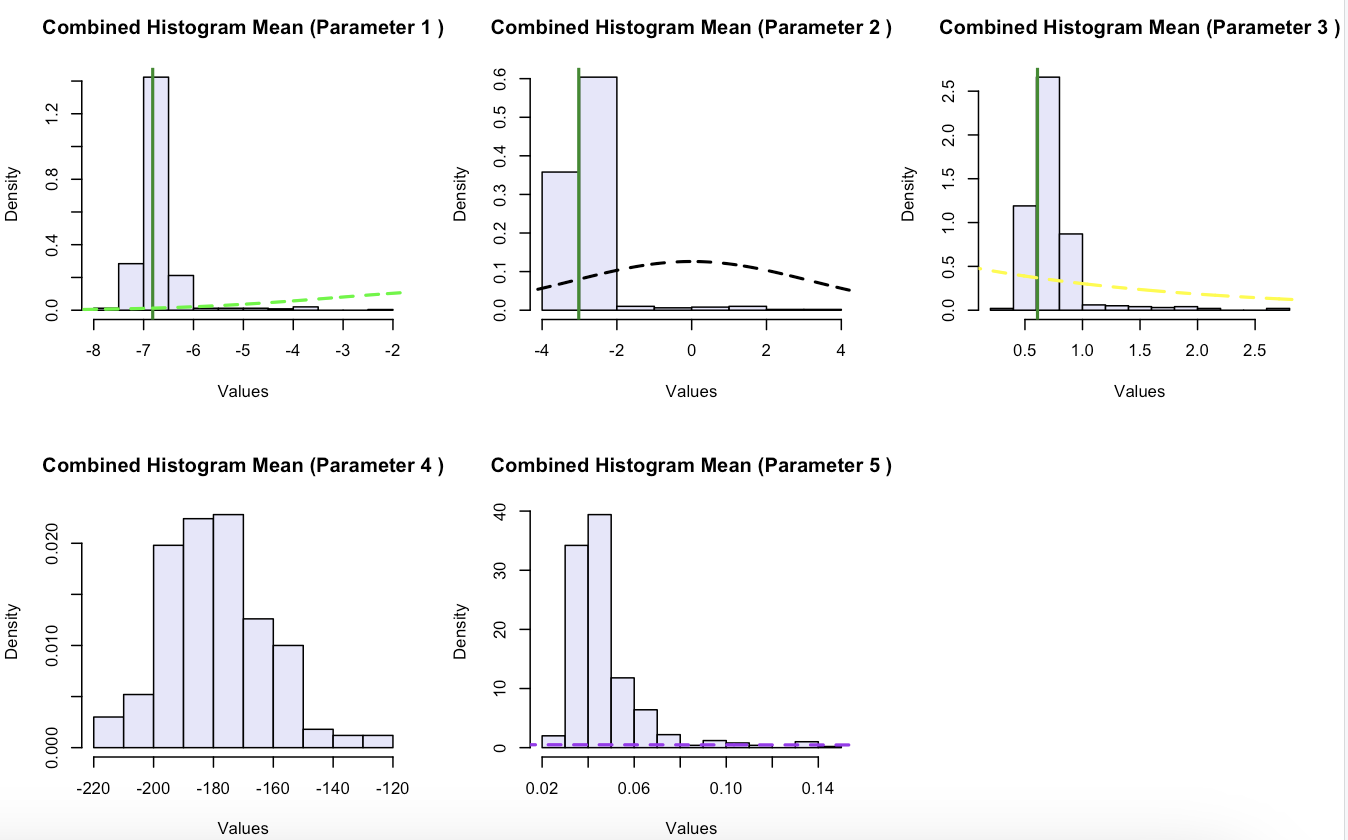 Combined Histogram Mean (Parameter 1 )
Density
0.0 0.4 0.8 1.2
-8 -7 -6 -5 -4 -3 -2
Values
Combined Histogram Mean (Parameter 2 )
Density
0.0 0.1 0.2 0.3 0.4 0.5 0.6
-4 -2 0 2 4
Values
Combined Histogram Mean (Parameter 3 )
Density
0.0 0.5 1.0 1.5 2.0 2.5
0.5 1.0 1.5 2.0 2.5
Values
Combined Histogram Mean (Parameter 4 )
Density
0.000 0.010 0.020
-220 -200 -180 -160 -140 -120
Values
Combined Histogram Mean (Parameter 5 )
Density
0 10 20 30 40
0.02 0.06 0.10 0.14
Values